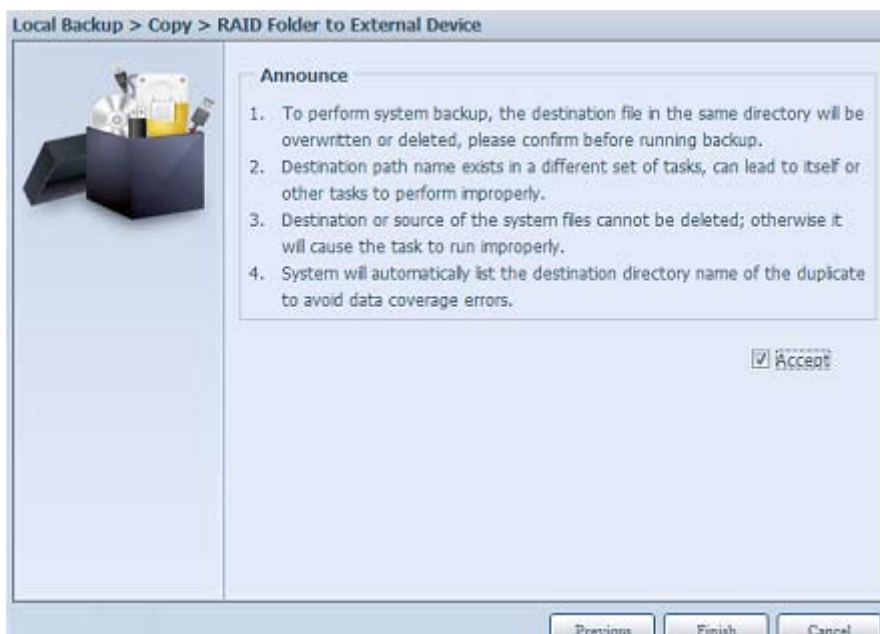 Local Backup > Copy > RAID Folder to External Device
Announce
1. To perform system backup, the destination file in the same directory will be
overwritten or deleted, please confirm before running backup.
2. Destination path name exists in a different set of tasks, can lead to itself or
other tasks to perform improperly.
3. Destination or source of the system files cannot be deleted; otherwise it
will cause the task to run improperly.
4. System will automatically list the destination directory name of the duplicate
to avoid data coverage errors.
Accept
Previous Finish Cancel